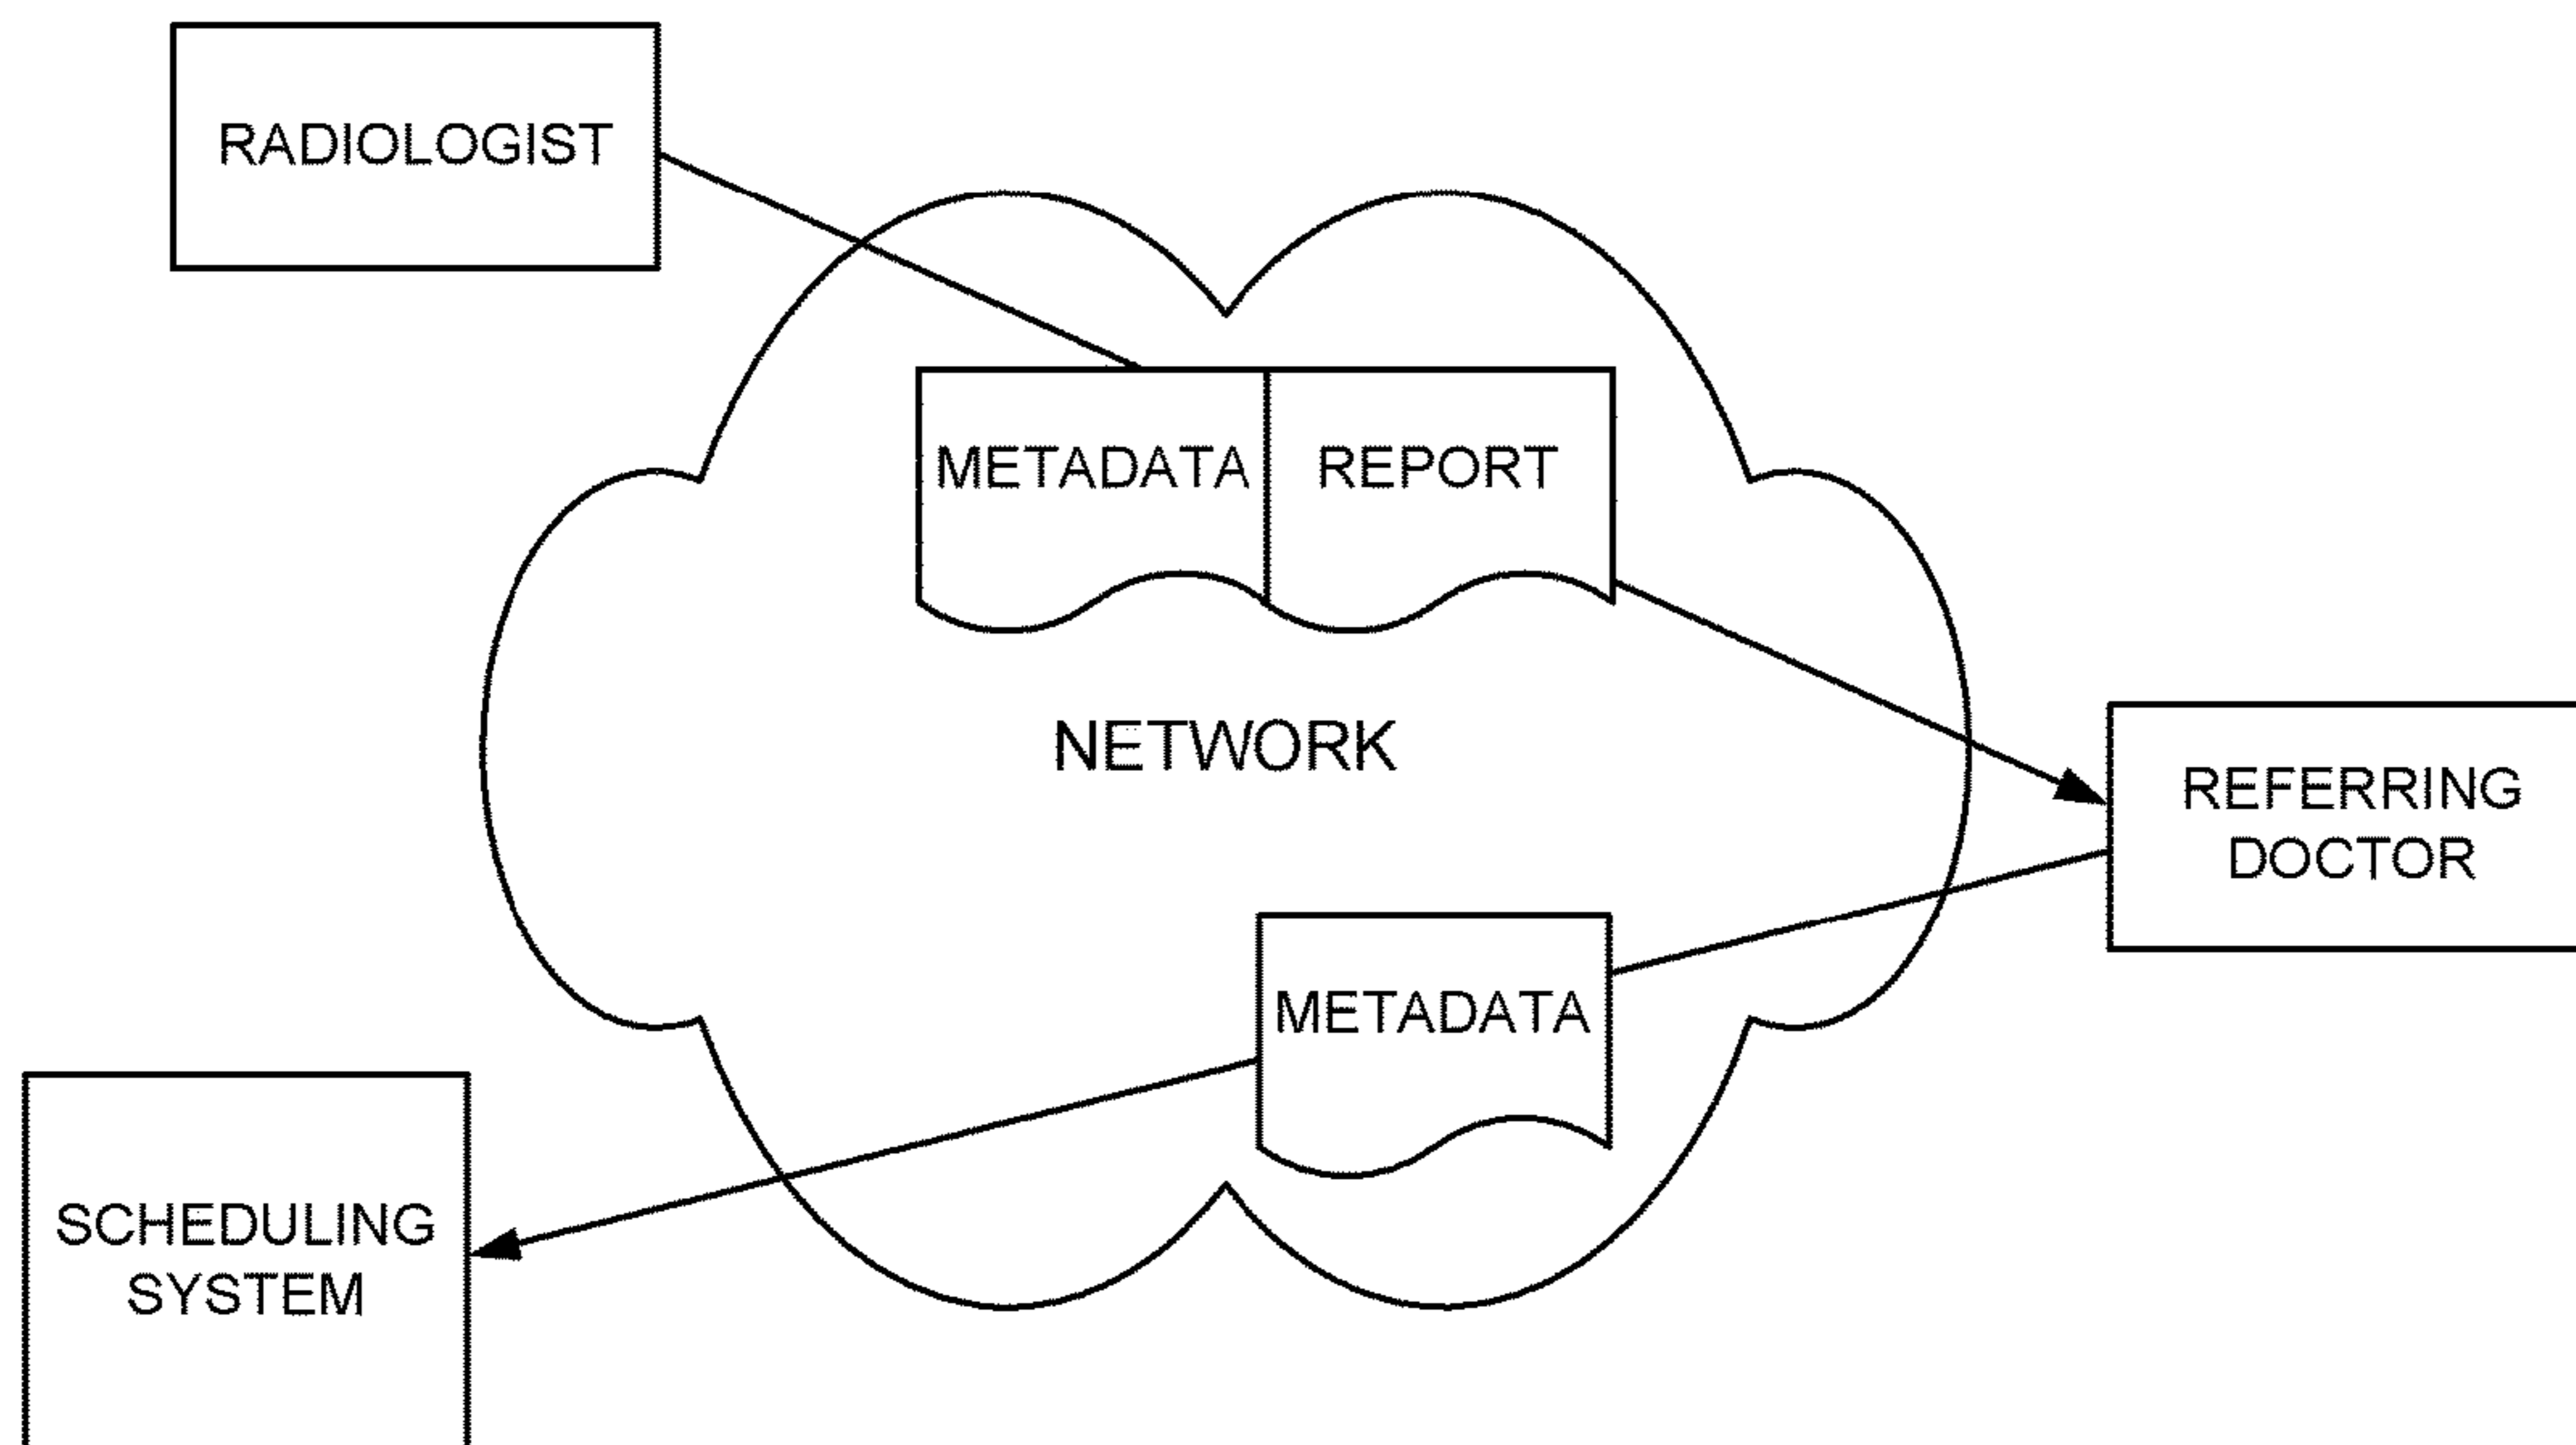 RADIOLOGIST
METADATA
REPORT
NETWORK
REFERRING
DOCTOR
METADATA
SCHEDULING
SYSTEM